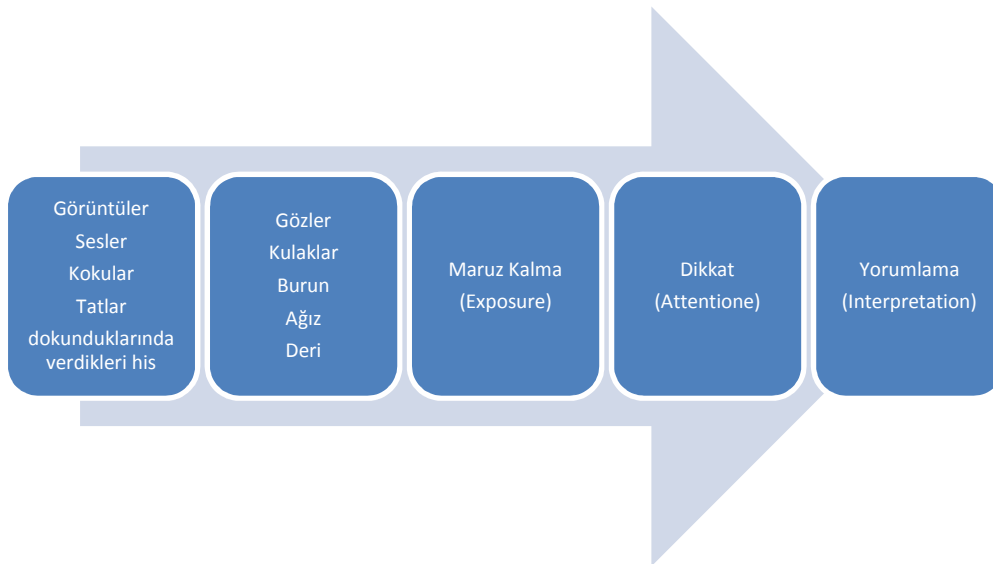 Görüntüler
Sesler
Kokular
Tatlar
dokunduklarında
verdikleri his
Gözler
Kulaklar
Burun
Ağız
Deri
Maruz Kalma
(Exposure)
Dikkat
(Attentione)
Yorumlama
(Interpretation)